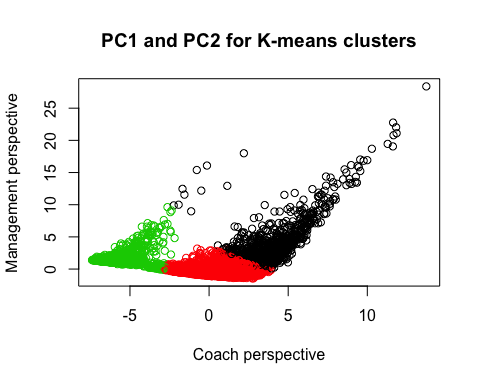 PC1 and PC2 for K-means clusters
Management perspective
25
20
15
10
5
0
-5 0 5 10
Coach perspective